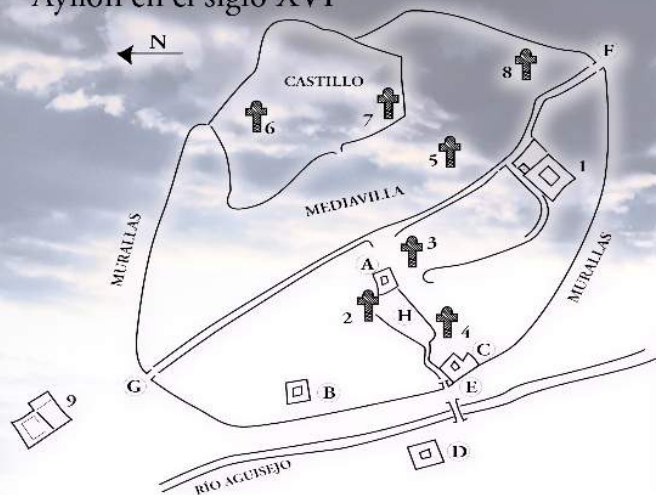 Ayllón en el siglo XVI
N
F
8
CASTILLO
7
6
5
1
MEDIAVILLA
MURALLAS
3
A
MURALLAS
2
H
4
C
G
B
E
9
D
RÍO AGUISEJO